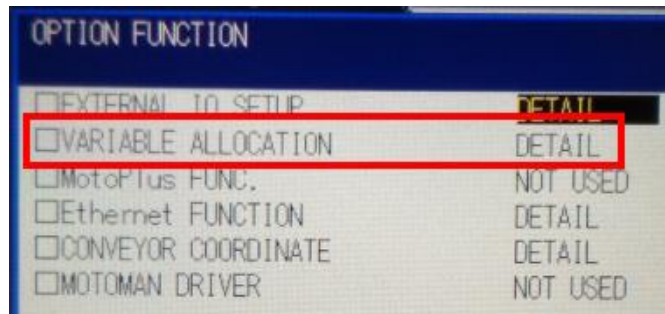 OPTION FUNCTION
□EXTERNAL IO SETUP DETAIL
□VARIABLE ALLOCATION DETAIL
□MotoPlus FUNC. NOT USED
□Ethernet FUNCTION DETAIL
□CONVEYOR COORDINATE DETAIL
□MOTOMAN DRIVER NOT USED